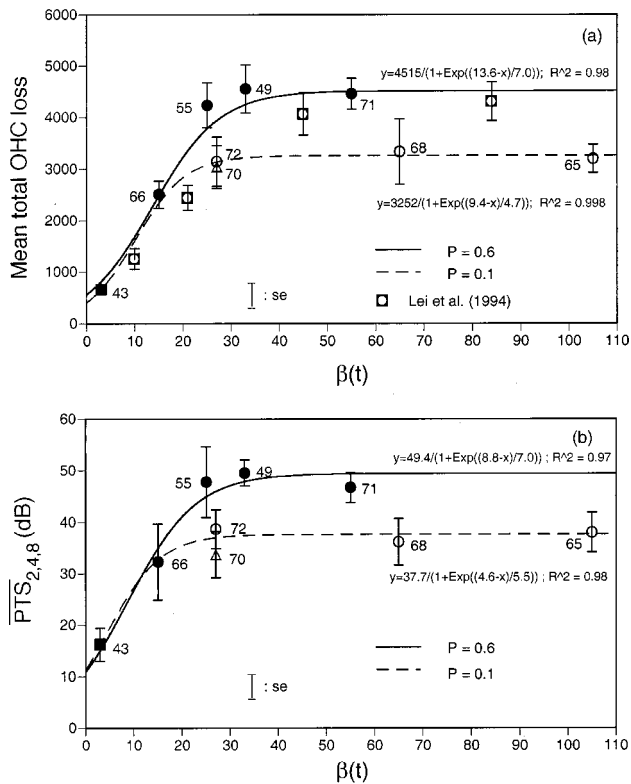 6000
(a)
y=4515/(1+Exp((13.6-x)/7.0)); R^2 = 0.98
5000
55
49
71
4000
72
68
3000
70
65
66
y=3252/(1+Exp((9.4-x)/4.7)); R^2 = 0.998
2000
P = 0.6
P = 0.1
1000
43
: se
Lei et al. (1994)
0
0 10 20 30 40 50 60 70 80 90 100 110
Mean total OHC loss
β(t)
60
(b)
y=49.4/(1+Exp((8.8-x)/7.0)) ; R^2 = 0.97
50
55
49
71
40
72
68
65
70
30
66
y=37.7/(1+Exp((4.6-x)/5.5)) ; R^2 = 0.98
20
43
P = 0.6
10
: se
P = 0.1
0
0 10 20 30 40 50 60 70 80 90 100 110
PTS2,4,8 (dB)
β(t)